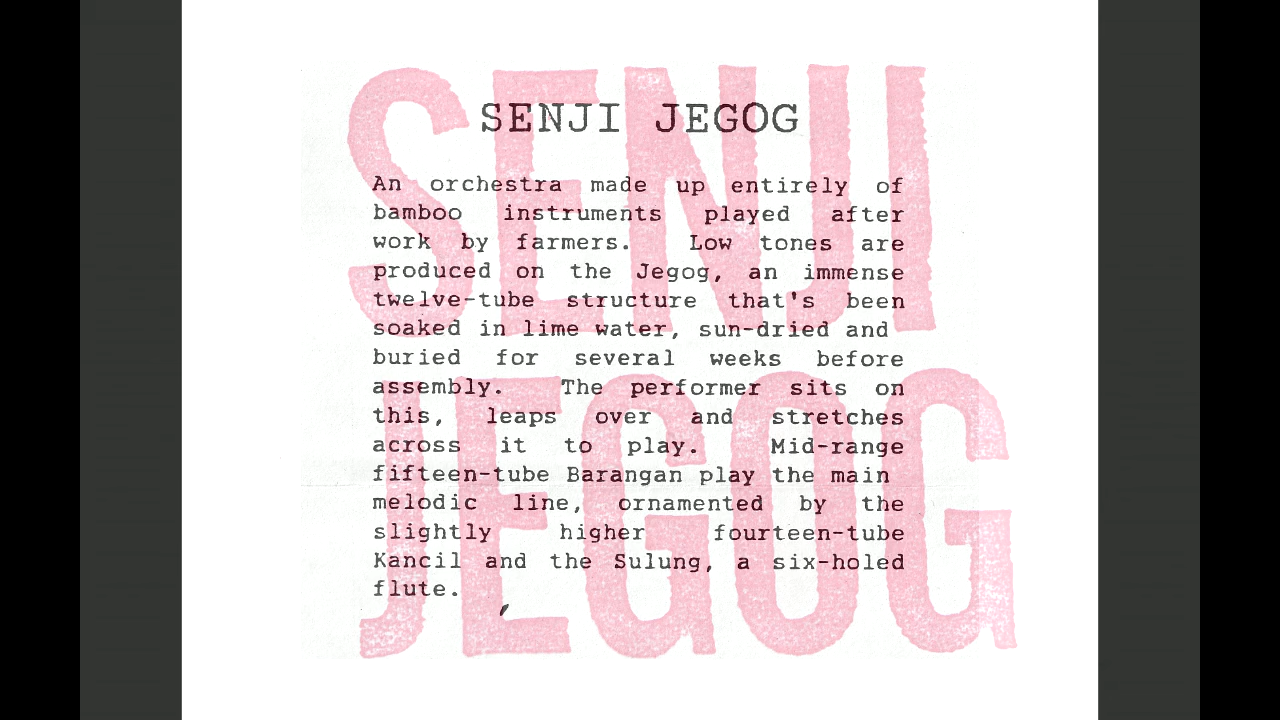 SENJI JEGOG
SENJI
JEGOG
An orchestra made up entirely of
bamboo instruments played after
work by farmers. Low tones are
produced on the Jegog, an immense
twelve-tube structure that's been
soaked in lime water, sun-dried and
buried for several weeks before
assembly. The performer sits on
this, leaps over and stretches
across it to play. Mid-range
fifteen-tube Barangan play the main
melodic line, ornamented by the
slightly higher fourteen-tube
Kancil and the Sulung, a six-holed
flute.